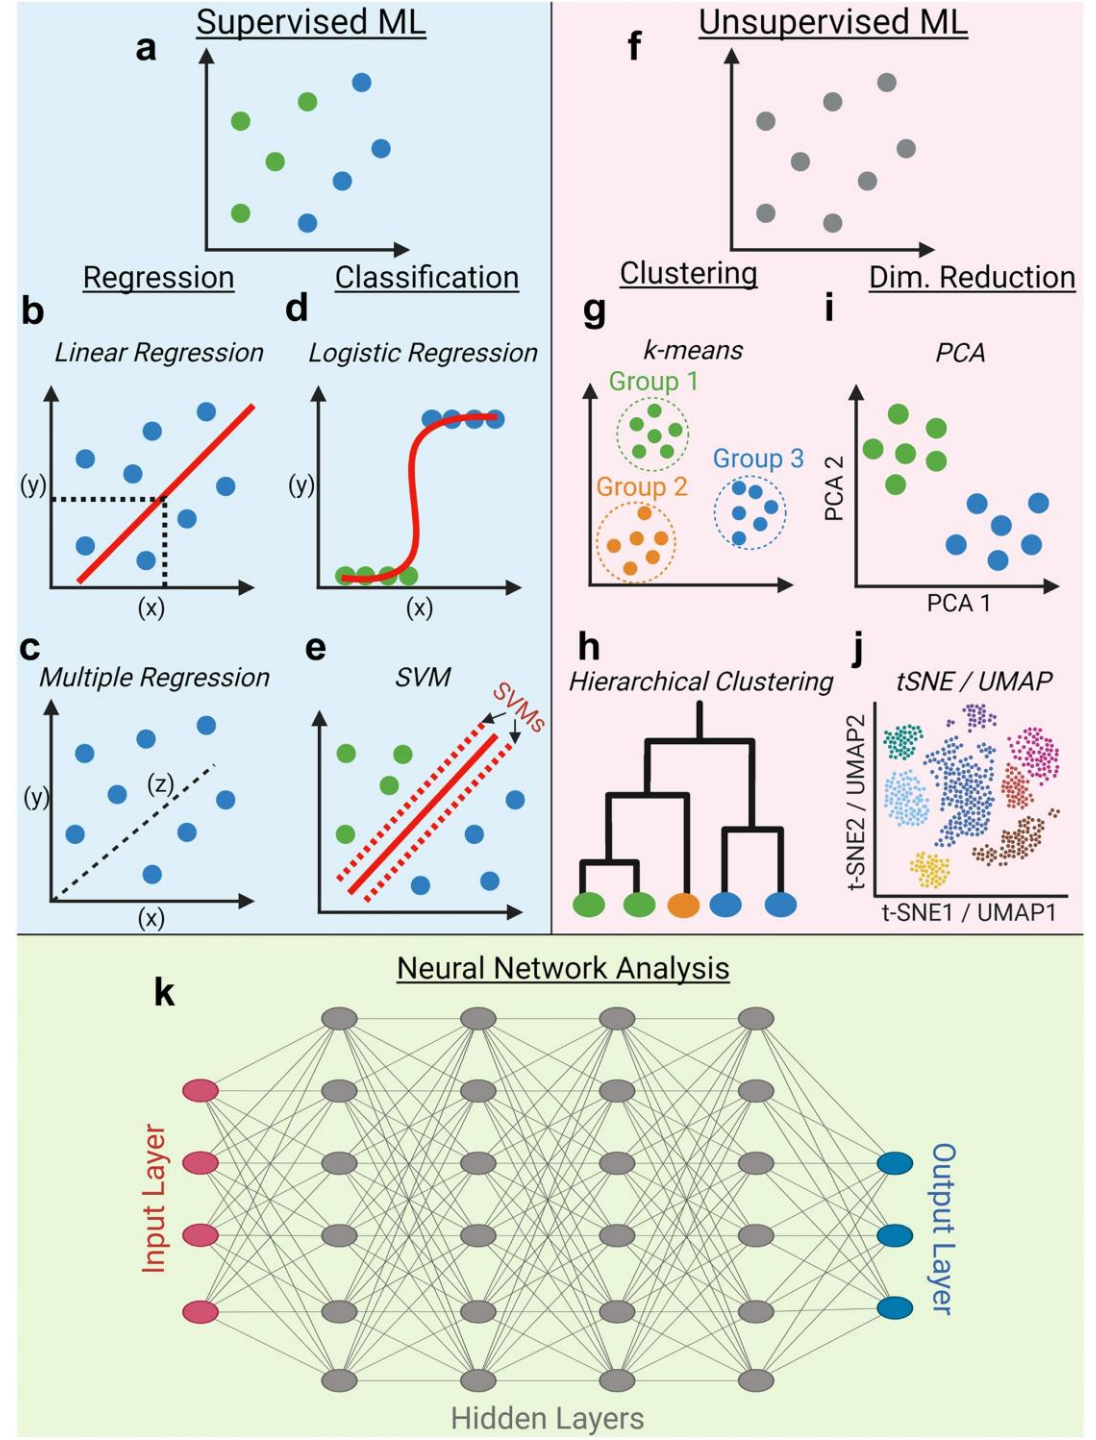 Supervised ML
a
Regression
Classification
b
Linear Regression
(y)
(x)
d
Logistic Regression
(y)
(x)
c
Multiple Regression
(z)
(y)
(x)
e
SVM
SVMs
Unsupervised ML
f
Clustering
Dim. Reduction
g
k-means
Group 1
Group 3
Group 2
i
PCA
PCA 2
PCA 1
h
Hierarchical Clustering
j
tSNE / UMAP
t-SNE2 / UMAP2
t-SNE1 / UMAP1
Neural Network Analysis
k
Input Layer
Output Layer
Hidden Layers